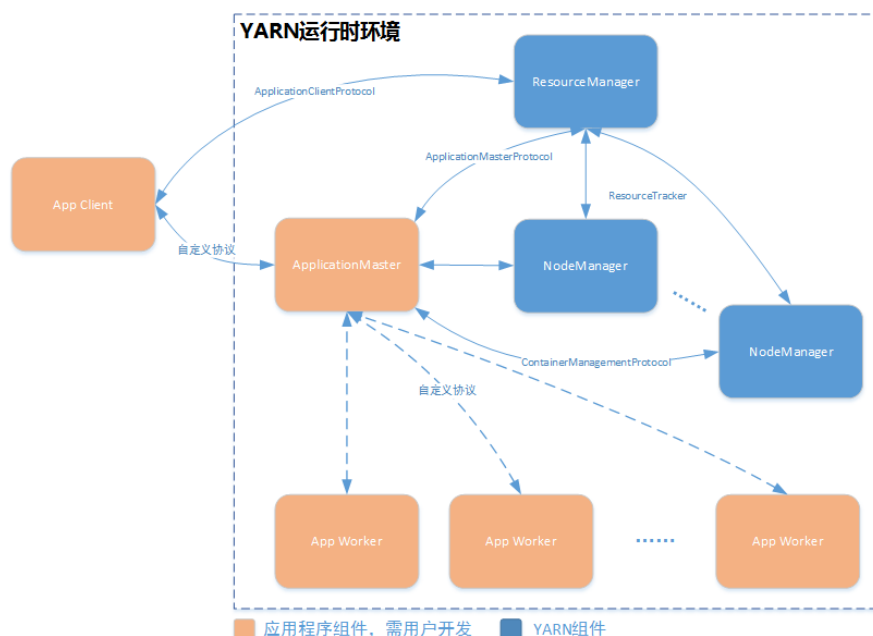 YARN运行时环境
ResourceManager
ApplicationClientProtocol
ApplicationMasterProtocol
ResourceTracker
App Client
自定义协议
ApplicationMaster
NodeManager
NodeManager
ContainerManagementProtocol
自定义协议
App Worker
App Worker
App Worker
应用程序组件，需用户开发
YARN组件